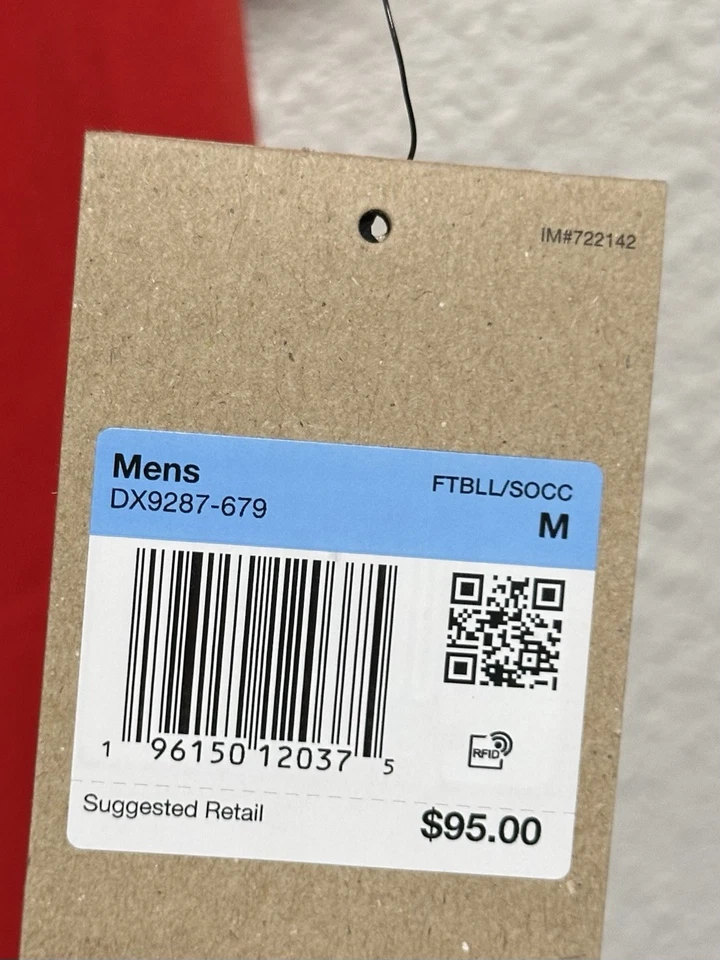 IM#722142
Mens
FTBLL/SOCC
DX9287-679
M
1 96150 12037 5
RFID
Suggested Retail
$95.00